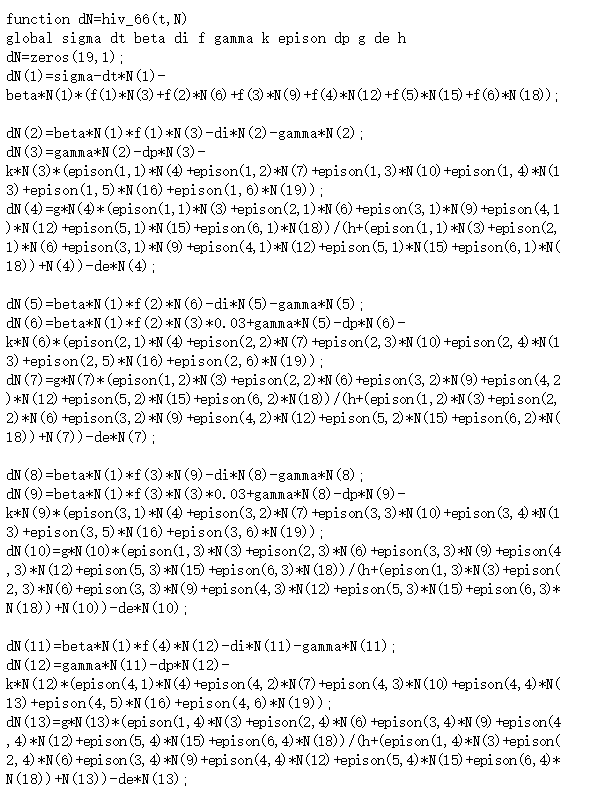 function dN=hiv_66(t,N)
global sigma dt beta di f gamma k epison dp g de h
dN=zeros(19,1);
dN(1)=sigma-dt*N(1)-
beta*N(1)*(f(1)*N(3)+f(2)*N(6)+f(3)*N(9)+f(4)*N(12)+f(5)*N(15)+f(6)*N(18));
dN(2)=beta*N(1)*f(1)*N(3)-di*N(2)-gamma*N(2);
dN(3)=gamma*N(2)-dp*N(3)-
k*N(3)*(epison(1,1)*N(4)+epison(1,2)*N(7)+epison(1,3)*N(10)+epison(1,4)*N(1
3)+epison(1,5)*N(16)+epison(1,6)*N(19));
dN(4)=g*N(4)*(epison(1,1)*N(3)+epison(2,1)*N(6)+epison(3,1)*N(9)+epison(4,1
)*N(12)+epison(5,1)*N(15)+epison(6,1)*N(18))/(h+(epison(1,1)*N(3)+epison(2,
1)*N(6)+epison(3,1)*N(9)+epison(4,1)*N(12)+epison(5,1)*N(15)+epison(6,1)*N(
18))+N(4))-de*N(4);
dN(5)=beta*N(1)*f(2)*N(6)-di*N(5)-gamma*N(5);
dN(6)=beta*N(1)*f(2)*N(3)*0.03+gamma*N(5)-dp*N(6)-
k*N(6)*(epison(2,1)*N(4)+epison(2,2)*N(7)+epison(2,3)*N(10)+epison(2,4)*N(1
3)+epison(2,5)*N(16)+epison(2,6)*N(19));
dN(7)=g*N(7)*(epison(1,2)*N(3)+epison(2,2)*N(6)+epison(3,2)*N(9)+epison(4,2
)*N(12)+epison(5,2)*N(15)+epison(6,2)*N(18))/(h+(epison(1,2)*N(3)+epison(2,
2)*N(6)+epison(3,2)*N(9)+epison(4,2)*N(12)+epison(5,2)*N(15)+epison(6,2)*N(
18))+N(7))-de*N(7);
dN(8)=beta*N(1)*f(3)*N(9)-di*N(8)-gamma*N(8);
dN(9)=beta*N(1)*f(3)*N(3)*0.03+gamma*N(8)-dp*N(9)-
k*N(9)*(epison(3,1)*N(4)+epison(3,2)*N(7)+epison(3,3)*N(10)+epison(3,4)*N(1
3)+epison(3,5)*N(16)+epison(3,6)*N(19));
dN(10)=g*N(10)*(epison(1,3)*N(3)+epison(2,3)*N(6)+epison(3,3)*N(9)+epison(4
,3)*N(12)+epison(5,3)*N(15)+epison(6,3)*N(18))/(h+(epison(1,3)*N(3)+epison(
2,3)*N(6)+epison(3,3)*N(9)+epison(4,3)*N(12)+epison(5,3)*N(15)+epison(6,3)*
N(18))+N(10))-de*N(10);
dN(11)=beta*N(1)*f(4)*N(12)-di*N(11)-gamma*N(11);
dN(12)=gamma*N(11)-dp*N(12)-
k*N(12)*(epison(4,1)*N(4)+epison(4,2)*N(7)+epison(4,3)*N(10)+epison(4,4)*N(
13)+epison(4,5)*N(16)+epison(4,6)*N(19));
dN(13)=g*N(13)*(epison(1,4)*N(3)+epison(2,4)*N(6)+epison(3,4)*N(9)+epison(4
,4)*N(12)+epison(5,4)*N(15)+epison(6,4)*N(18))/(h+(epison(1,4)*N(3)+epison(
2,4)*N(6)+epison(3,4)*N(9)+epison(4,4)*N(12)+epison(5,4)*N(15)+epison(6,4)*
N(18))+N(13))-de*N(13);